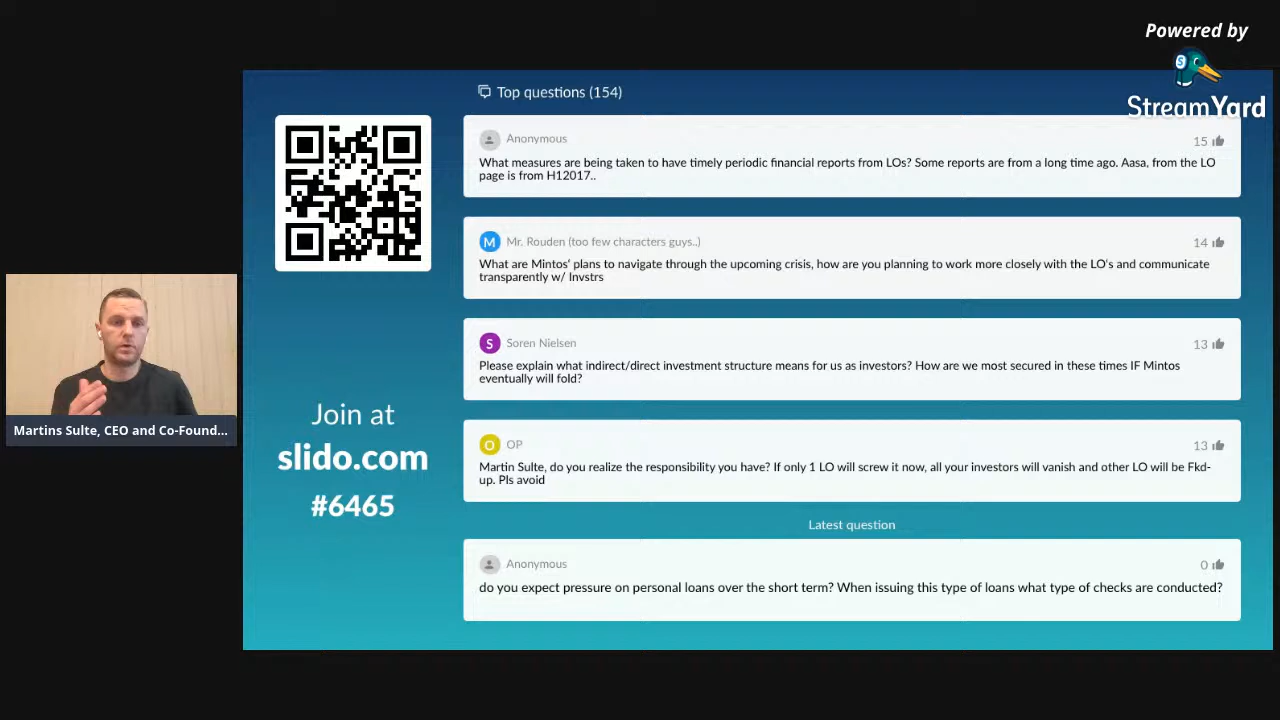 Powered by
StreamYard
Top questions (154)
Anonymous
15
What measures are being taken to have timely periodic financial reports from LOs? Some reports are from a long time ago. Aasa, from the LO
page is from H12017..
M
Mr. Rouden (too few characters guys..)
14
What are Mintos' plans to navigate through the upcoming crisis, how are you planning to work more closely with the LO's and communicate
transparently w/ Invstrs
S
Soren Nielsen
13
Please explain what indirect/direct investment structure means for us as investors? How are we most secured in these times IF Mintos
eventually will fold?
O
OP
13
Martin Sulte, do you realize the responsibility you have? If only 1 LO will screw it now, all your investors will vanish and other LO will be Fkd-
up. Pls avoid
Latest question
Anonymous
0
do you expect pressure on personal loans over the short term? When issuing this type of loans what type of checks are conducted?
Join at
slido.com
#6465
Martins Sulte, CEO and Co-Found...